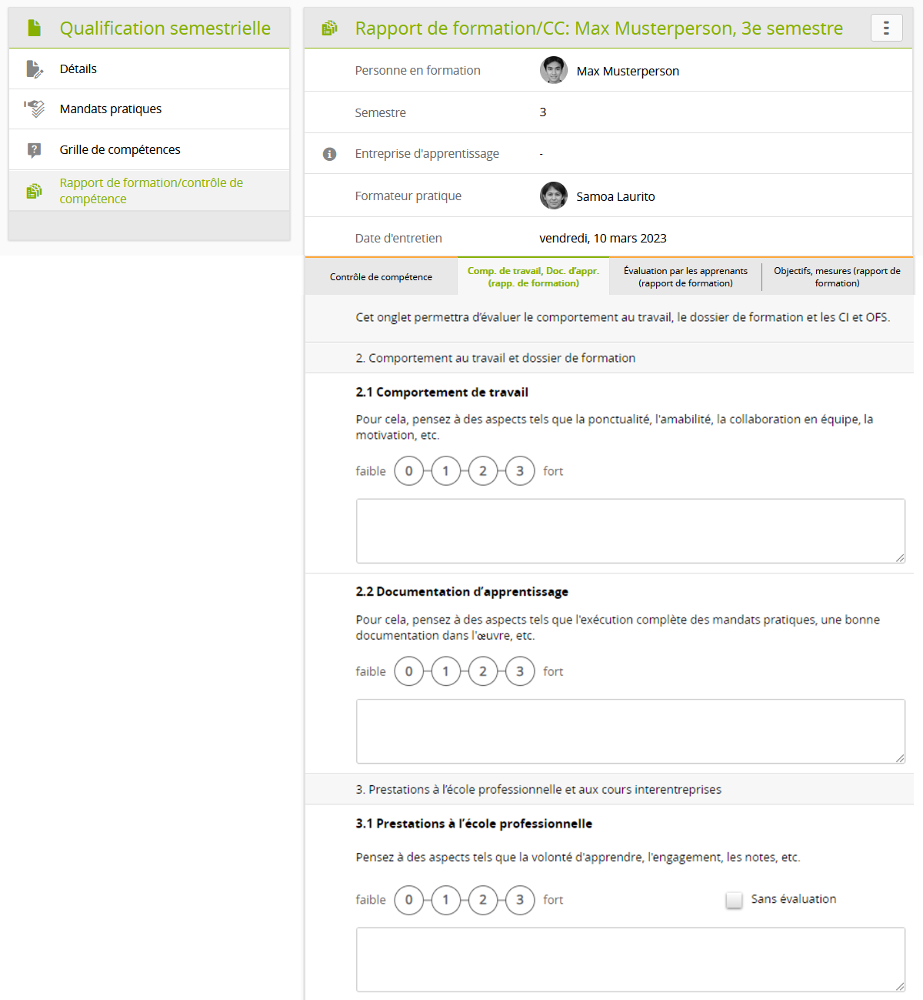 Qualification semestrielle
Détails
Mandats pratiques
Grille de compétences
Rapport de formation/contrôle de
compétence
Rapport de formation/CC: Max Musterperson, 3e semestre
Personne en formation Max Musterperson
Semestre 3
Entreprise d'apprentissage -
Formateur pratique Samoa Laurito
Date d'entretien vendredi, 10 mars 2023
Contrôle de compétence
Comp. de travail, Doc. d’appr.
(rapp. de formation)
Évaluation par les apprenants
(rapport de formation)
Objectifs, mesures (rapport de
formation)
Cet onglet permettra d’évaluer le comportement au travail, le dossier de formation et les CI et OFS.
2. Comportement au travail et dossier de formation
2.1 Comportement de travail
Pour cela, pensez à des aspects tels que la ponctualité, l'amabilité, la collaboration en équipe, la
motivation, etc.
faible 0 1 2 3 fort
2.2 Documentation d’apprentissage
Pour cela, pensez à des aspects tels que l'exécution complète des mandats pratiques, une bonne
documentation dans l'œuvre, etc.
faible 0 1 2 3 fort
3. Prestations à l’école professionnelle et aux cours interentreprises
3.1 Prestations à l’école professionnelle
Pensez à des aspects tels que la volonté d'apprendre, l'engagement, les notes, etc.
faible 0 1 2 3 fort Sans évaluation